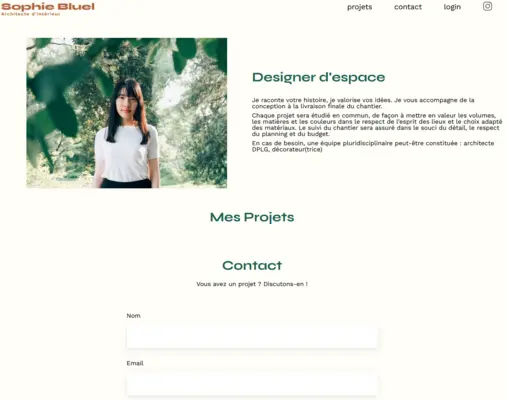 Sophie Bluel
Architecte d'intérieur
projets contact login
Designer d'espace
Je raconte votre histoire, je valorise vos idées. Je vous accompagne de la
conception à la livraison finale du chantier.
Chaque projet sera étudié en commun, de façon à mettre en valeur les volumes,
les matières et les couleurs dans le respect de l'esprit des lieux et le choix adapté
des matériaux. Le suivi du chantier sera assuré dans le souci du détail, le respect
du planning et du budget.
En cas de besoin, une équipe pluridisciplinaire peut-être constituée : architecte
DPLG, décorateur(trice)
Mes Projets
Contact
Vous avez un projet ? Discutons-en !
Nom
Email